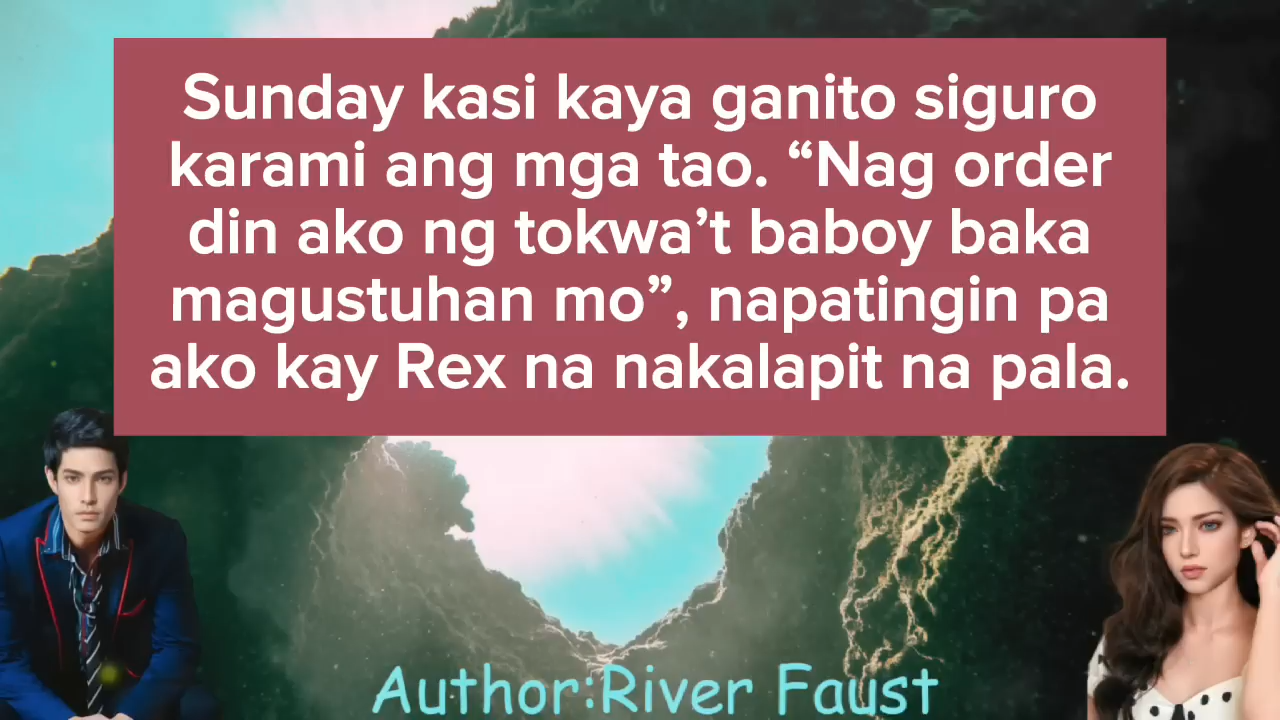 Sunday kasi kaya ganito siguro
karami ang mga tao. “Nag order
din ako ng tokwa’t baboy baka
magustuhan mo”, napatingin pa
ako kay Rex na nakalapit na pala.
Author:River Faust